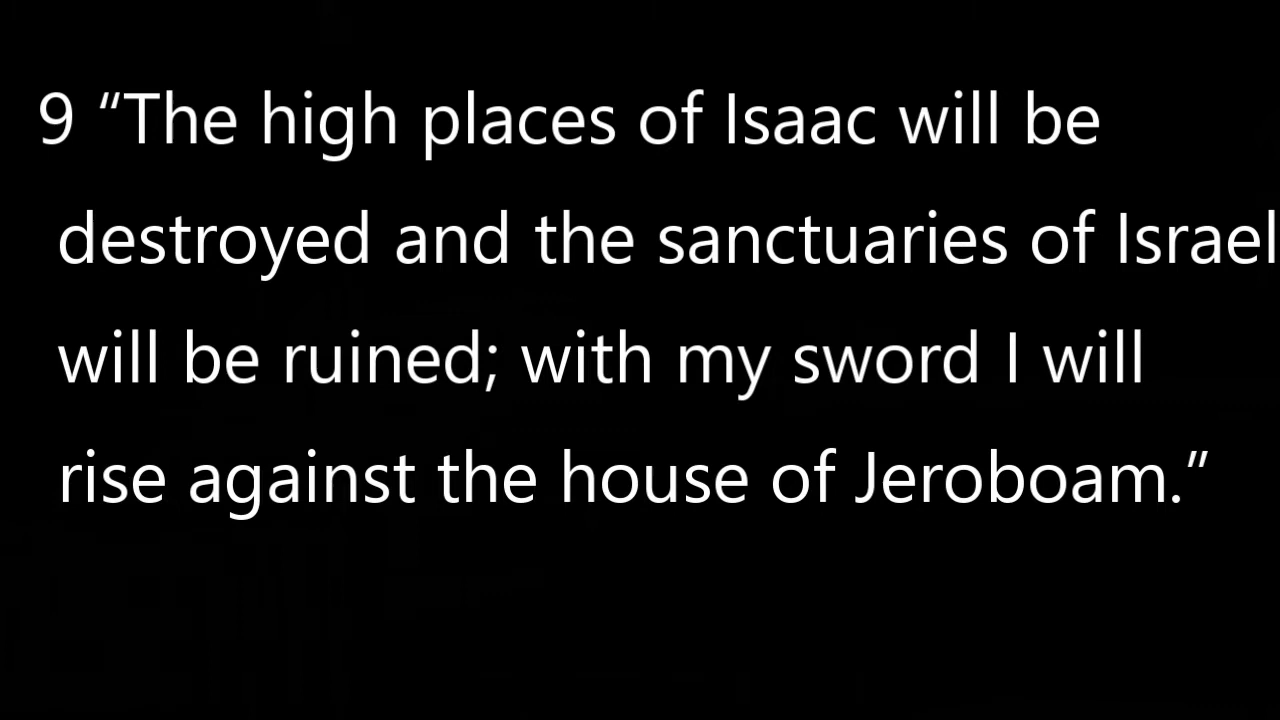 9 “The high places of Isaac will be
destroyed and the sanctuaries of Israel
will be ruined; with my sword I will
rise against the house of Jeroboam.”